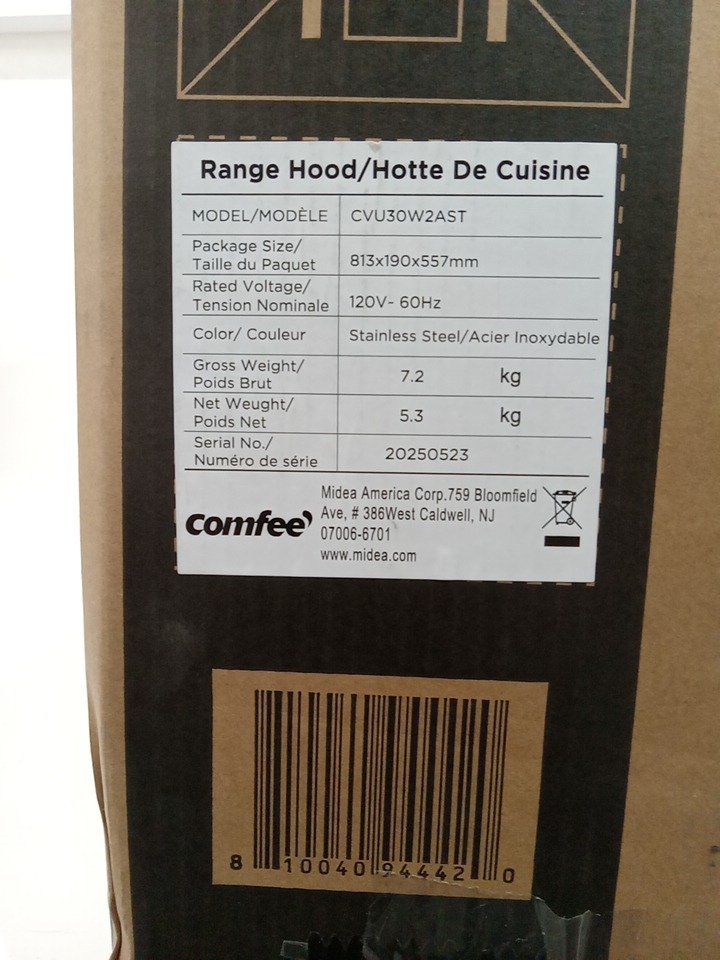 Range Hood/Hotte De Cuisine
MODEL/MODÈLE CVU30W2AST
Package Size/
Taille du Paquet 813x190x557mm
Rated Voltage/
Tension Nominale 120V~ 60Hz
Color/ Couleur Stainless Steel/Acier Inoxydable
Gross Weight/
Poids Brut 7.2 kg
Net Weught/
Poids Net 5.3 kg
Serial No./
Numéro de série 20250523
comfee'
Midea America Corp.759 Bloomfield
Ave, # 386West Caldwell, NJ
07006-6701
www.midea.com
8 10040 94442 0